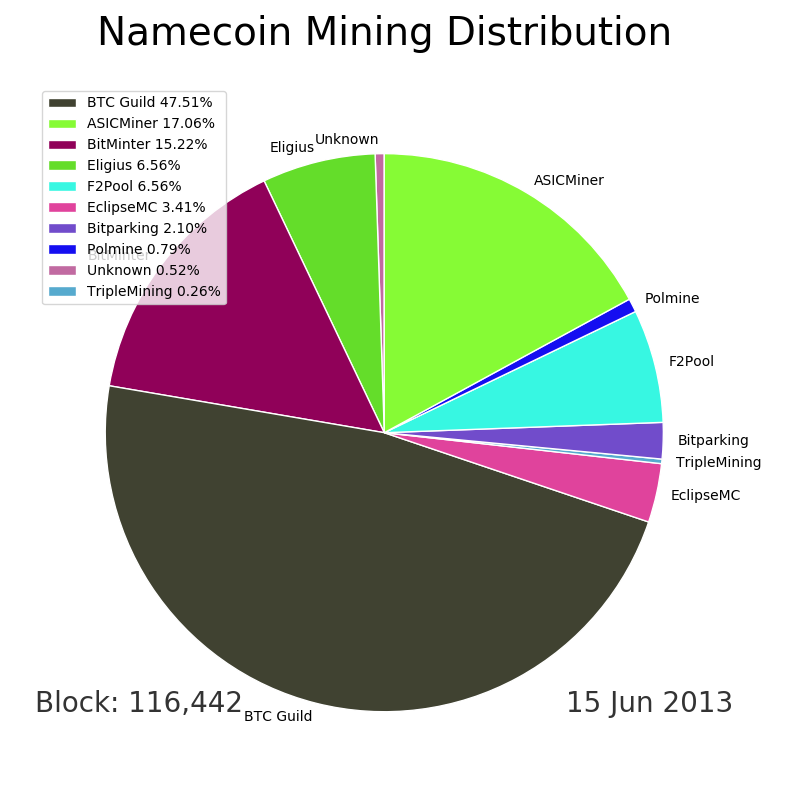 Namecoin Mining Distribution
BTC Guild 47.51%
ASICMiner 17.06%
BitMinter 15.22%
Eligius 6.56%
F2Pool 6.56%
EclipseMC 3.41%
Bitparking 2.10%
Polmine 0.79%
Unknown 0.52%
TripleMining 0.26%
Unknown
Eligius
ASICMiner
BitMinter
Polmine
F2Pool
Bitparking
TripleMining
EclipseMC
BTC Guild
Block: 116,442
15 Jun 2013